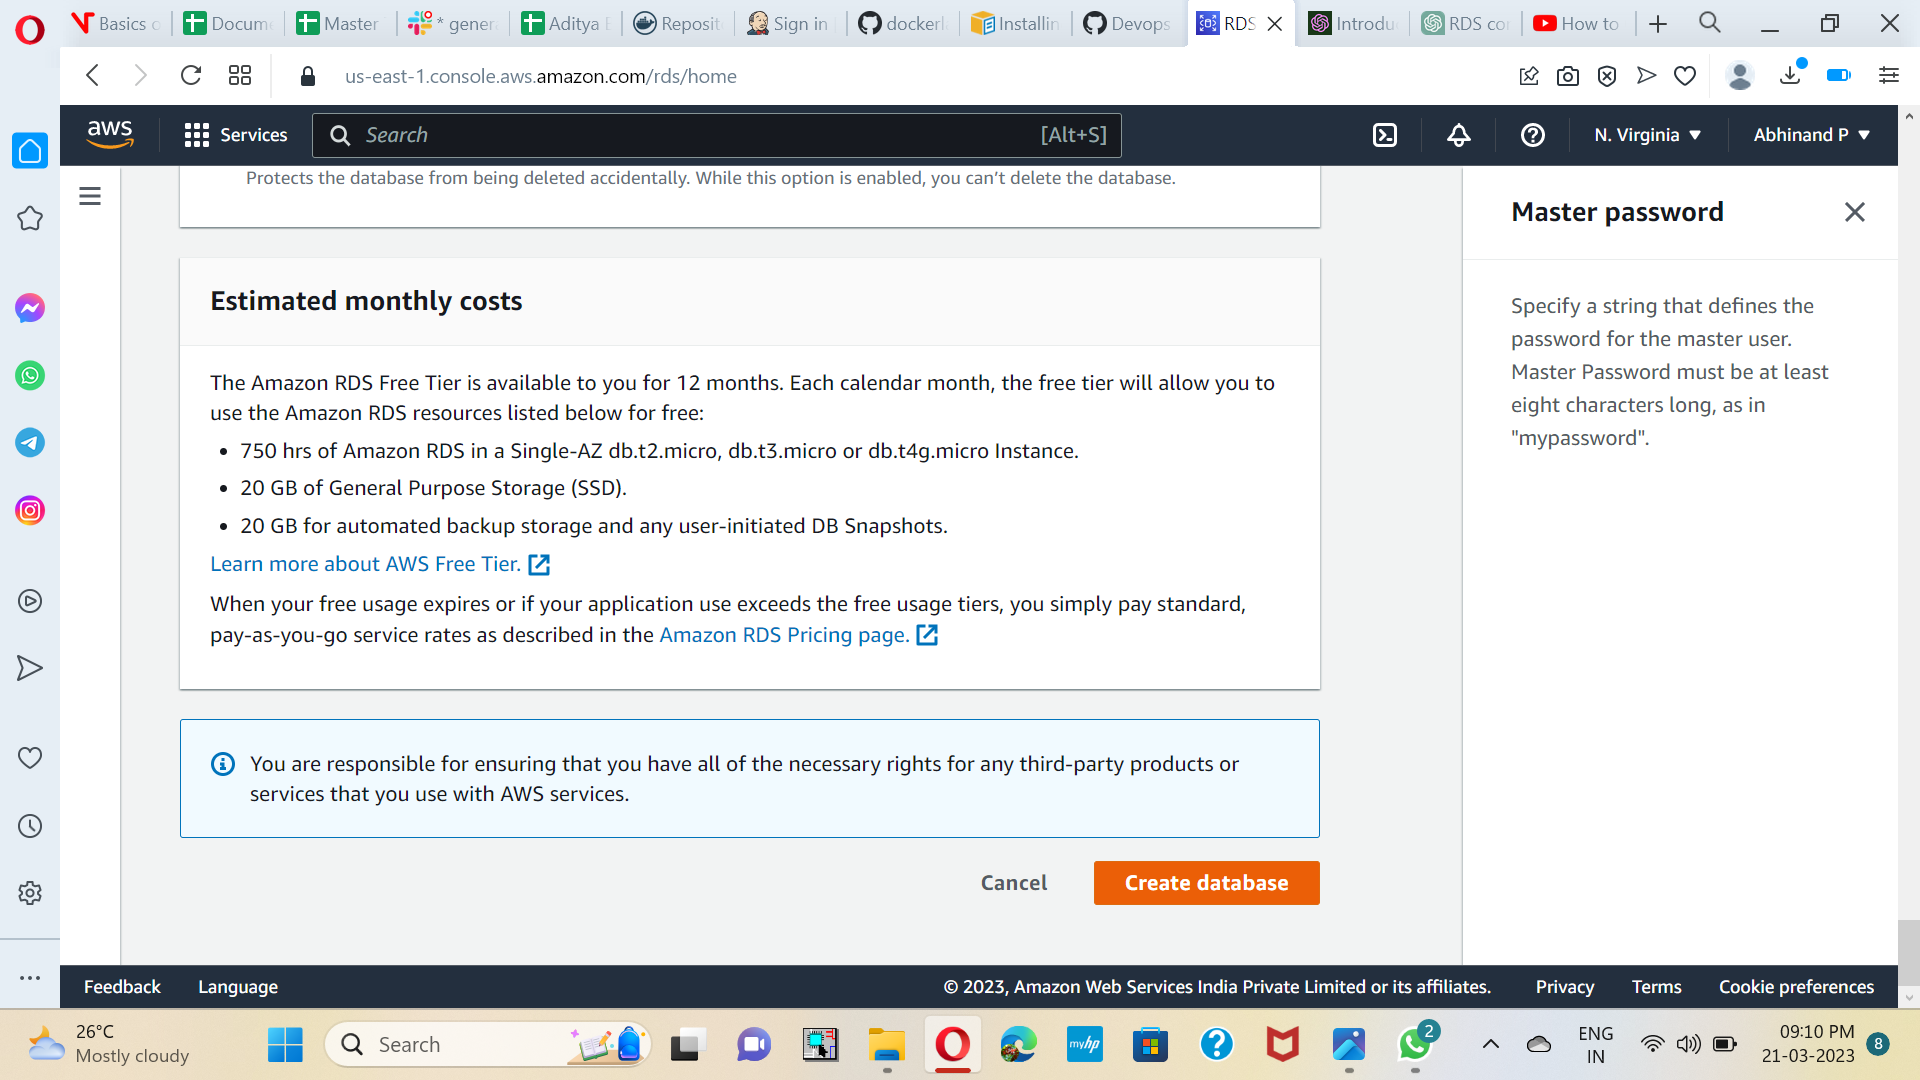 Basics o
Docume
Master
* gener
Aditya
Reposit
Sign in
docker
Installin
Devops
RDS
Introdu
RDS co
How to
us-east-1.console.aws.amazon.com/rds/home
aws
Services
Search
[Alt+S]
N. Virginia
Abhinand P
Protects the database from being deleted accidentally. While this option is enabled, you can't delete the database.
Estimated monthly costs
The Amazon RDS Free Tier is available to you for 12 months. Each calendar month, the free tier will allow you to
use the Amazon RDS resources listed below for free:
• 750 hrs of Amazon RDS in a Single-AZ db.t2.micro, db.t3.micro or db.t4g.micro Instance.
• 20 GB of General Purpose Storage (SSD).
• 20 GB for automated backup storage and any user-initiated DB Snapshots.
Learn more about AWS Free Tier.
When your free usage expires or if your application use exceeds the free usage tiers, you simply pay standard,
pay-as-you-go service rates as described in the Amazon RDS Pricing page.
You are responsible for ensuring that you have all of the necessary rights for any third-party products or
services that you use with AWS services.
Cancel
Create database
Master password
Specify a string that defines the
password for the master user.
Master Password must be at least
eight characters long, as in
"mypassword".
Feedback
Language
© 2023, Amazon Web Services India Private Limited or its affiliates.
Privacy
Terms
Cookie preferences
26°C
Mostly cloudy
Search
myhp
2
ENG
IN
09:10 PM
21-03-2023
8